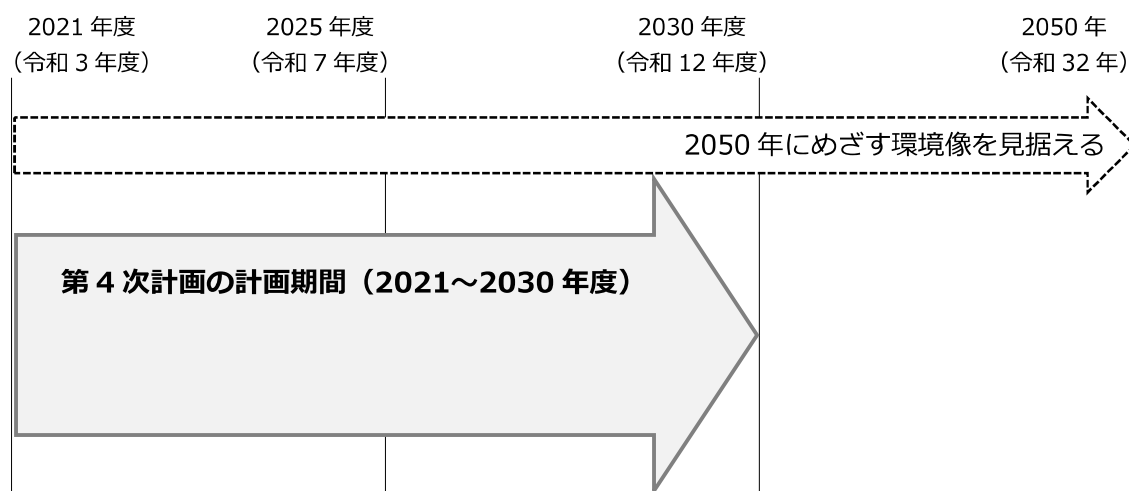 2021 年度
（令和 3 年度）
2025 年度
（令和 7 年度）
2030 年度
（令和 12 年度）
2050 年
（令和 32 年）
2050 年にめざす環境像を見据える
第 4 次計画の計画期間（2021～2030 年度）